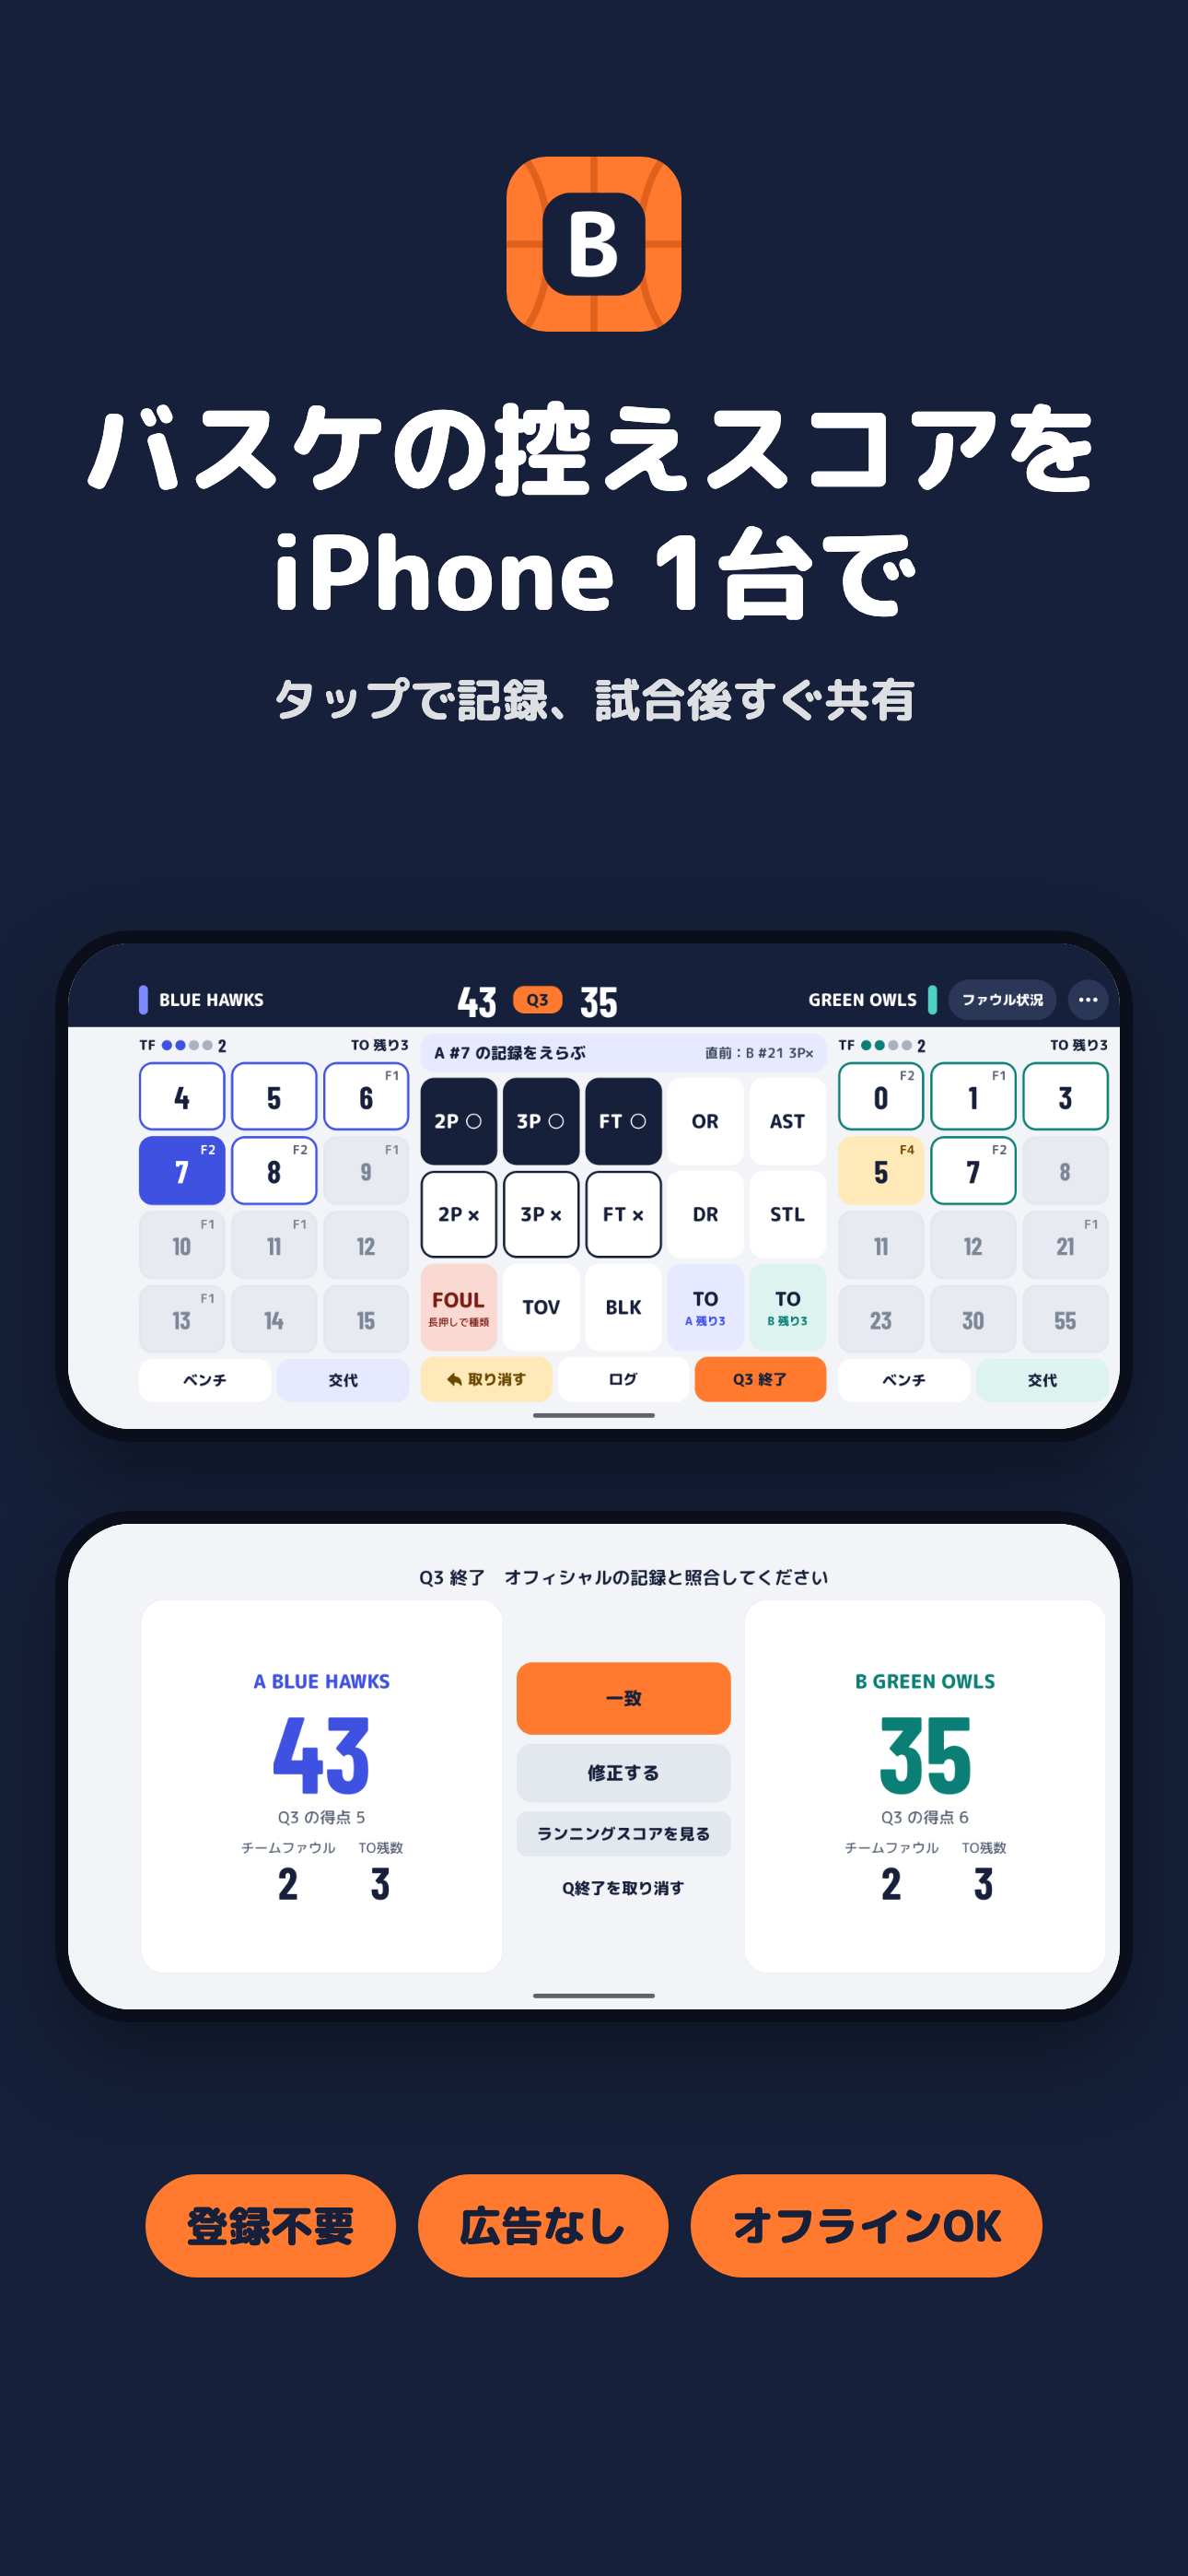 B
バスケの控えスコアを
iPhone 1台で
タップで記録、試合後すぐ共有
BLUE HAWKS 43 Q3 35 GREEN OWLS ファウル状況 •••
TF 2 TO 残り3
4 5 6 F1
7 F2 8 F2 9 F1
10 F1 11 F1 12
13 F1 14 15
ベンチ 交代
A #7 の記録をえらぶ 直前：B #21 3P×
2P ○ 3P ○ FT ○ OR AST
2P × 3P × FT × DR STL
FOUL TOV BLK TO TO
長押しで種類 A 残り3 B 残り3
取り消す ログ Q3 終了
TF 2 TO 残り3
0 F2 1 F1 3
5 F4 7 F2 8
11 12 21 F1
23 30 55
ベンチ 交代
Q3 終了 オフィシャルの記録と照合してください
A BLUE HAWKS
43
Q3 の得点 5
チームファウル TO残数
2 3
一致
修正する
ランニングスコアを見る
Q終了を取り消す
B GREEN OWLS
35
Q3 の得点 6
チームファウル TO残数
2 3
登録不要 広告なし オフラインOK